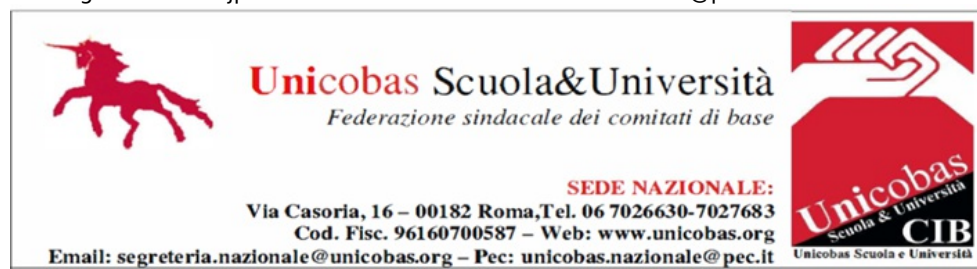 Unicobas Scuola&Università
Federazione sindacale dei comitati di base
SEDE NAZIONALE:
Via Casoria, 16 – 00182 Roma,Tel. 06 7026630-7027683
Cod. Fisc. 96160700587 – Web: www.unicobas.org
Email: segreteria.nazionale@unicobas.org – Pec: unicobas.nazionale@pec.it
Unicobas
Scuola & Università
CIB
Unicobas Scuola e Università